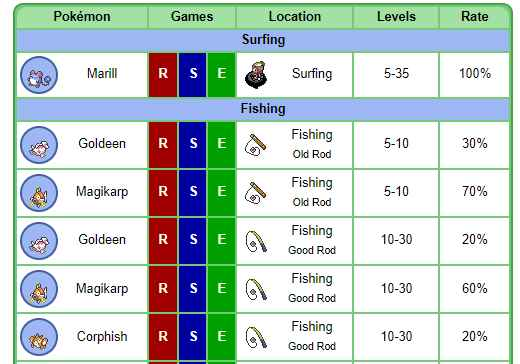 Pokémon Games Location Levels Rate
Surfing
Marill R S E Surfing 5-35 100%
Fishing
Goldeen R S E Fishing Old Rod 5-10 30%
Magikarp R S E Fishing Old Rod 5-10 70%
Goldeen R S E Fishing Good Rod 10-30 20%
Magikarp R S E Fishing Good Rod 10-30 60%
Corphish R S E Fishing Good Rod 10-30 20%